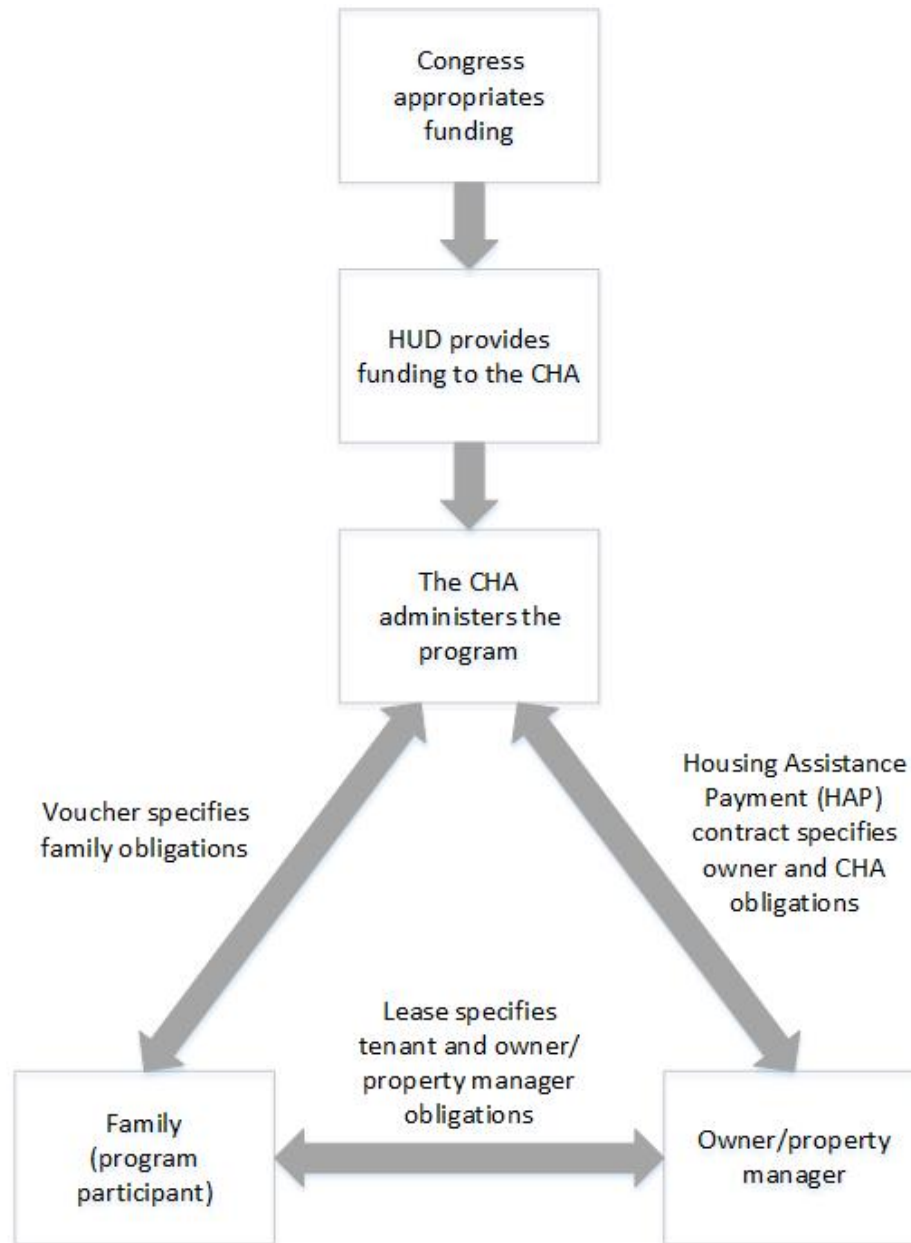 Congress
appropriates
funding
HUD provides
funding to the CHA
The CHA
administers the
program
Voucher specifies
family obligations
Housing Assistance
Payment (HAP)
contract specifies
owner and CHA
obligations
Lease specifies
tenant and owner/
property manager
obligations
Family
(program
participant)
Owner/property
manager